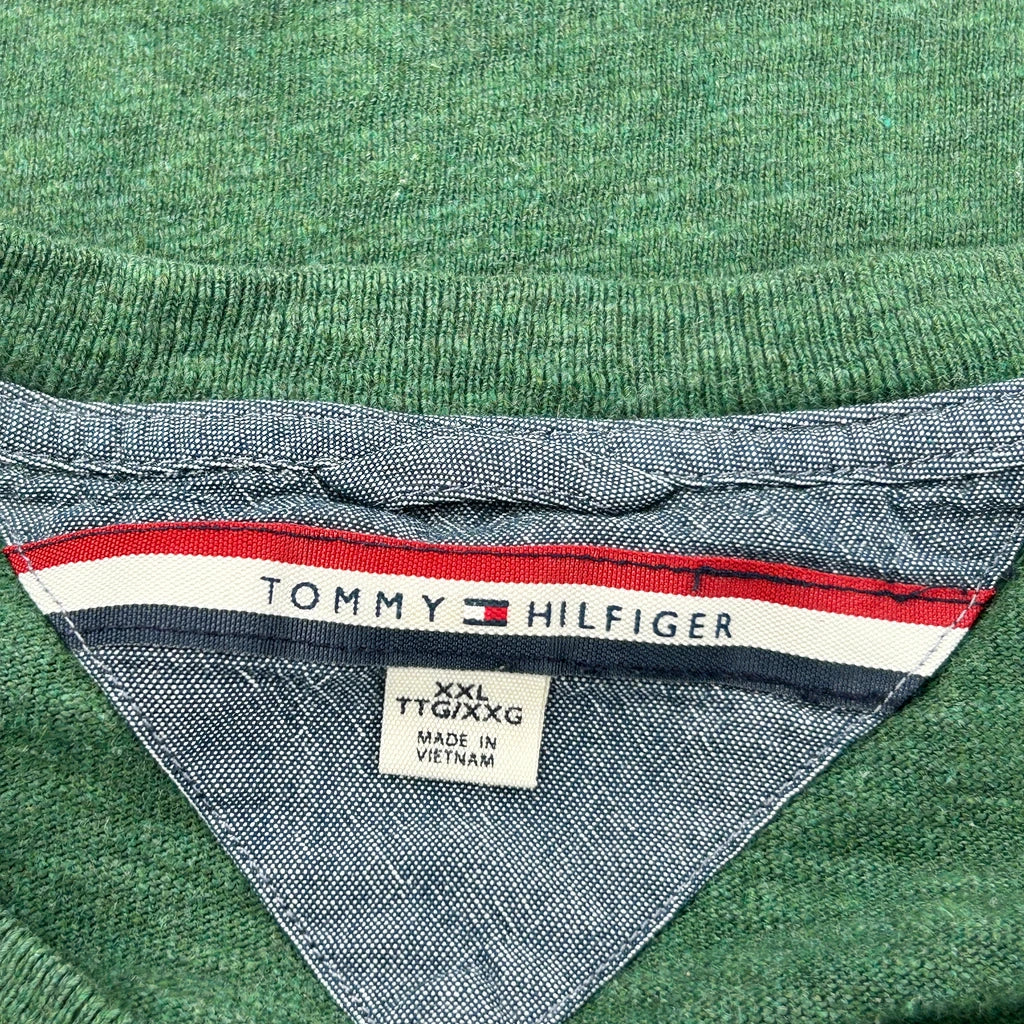 TOMMY HILFIGER
XXL
TTG/XXG
MADE IN
VIETNAM